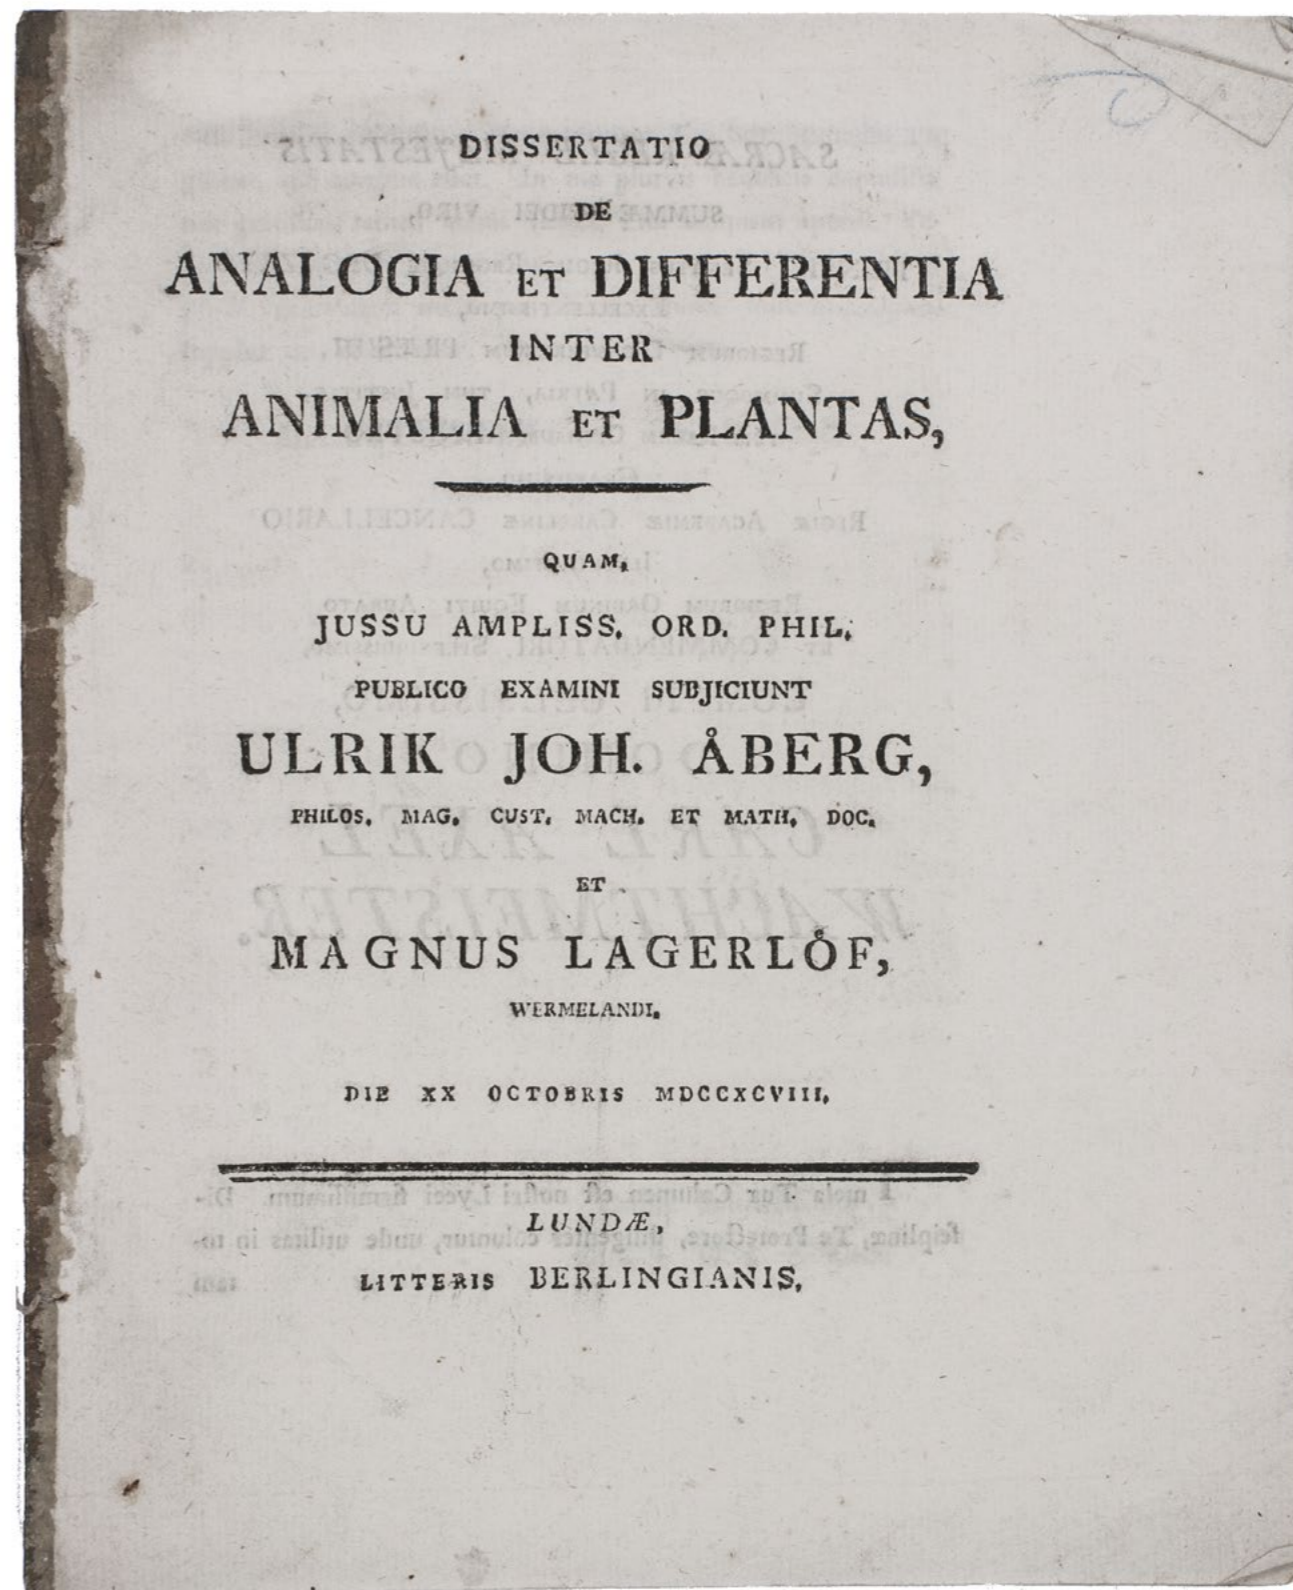 DISSERTATIO
DE
ANALOGIA ET DIFFERENTIA
INTER
ANIMALIA ET PLANTAS,
QUAM,
JUSSU AMPLISS. ORD. PHIL.
PUBLICO EXAMINI SUBJICIUNT
ULRIK JOH. ÅBERG,
PHILOS. MAG. CUST. MACH. ET MATH. DOC.
ET
MAGNUS LAGERLÖF,
WERMELANDI.
DIE XX OCTOBRIS MDCCXCVIII.
LUNDÆ,
LITTERIS BERLINGIANIS.